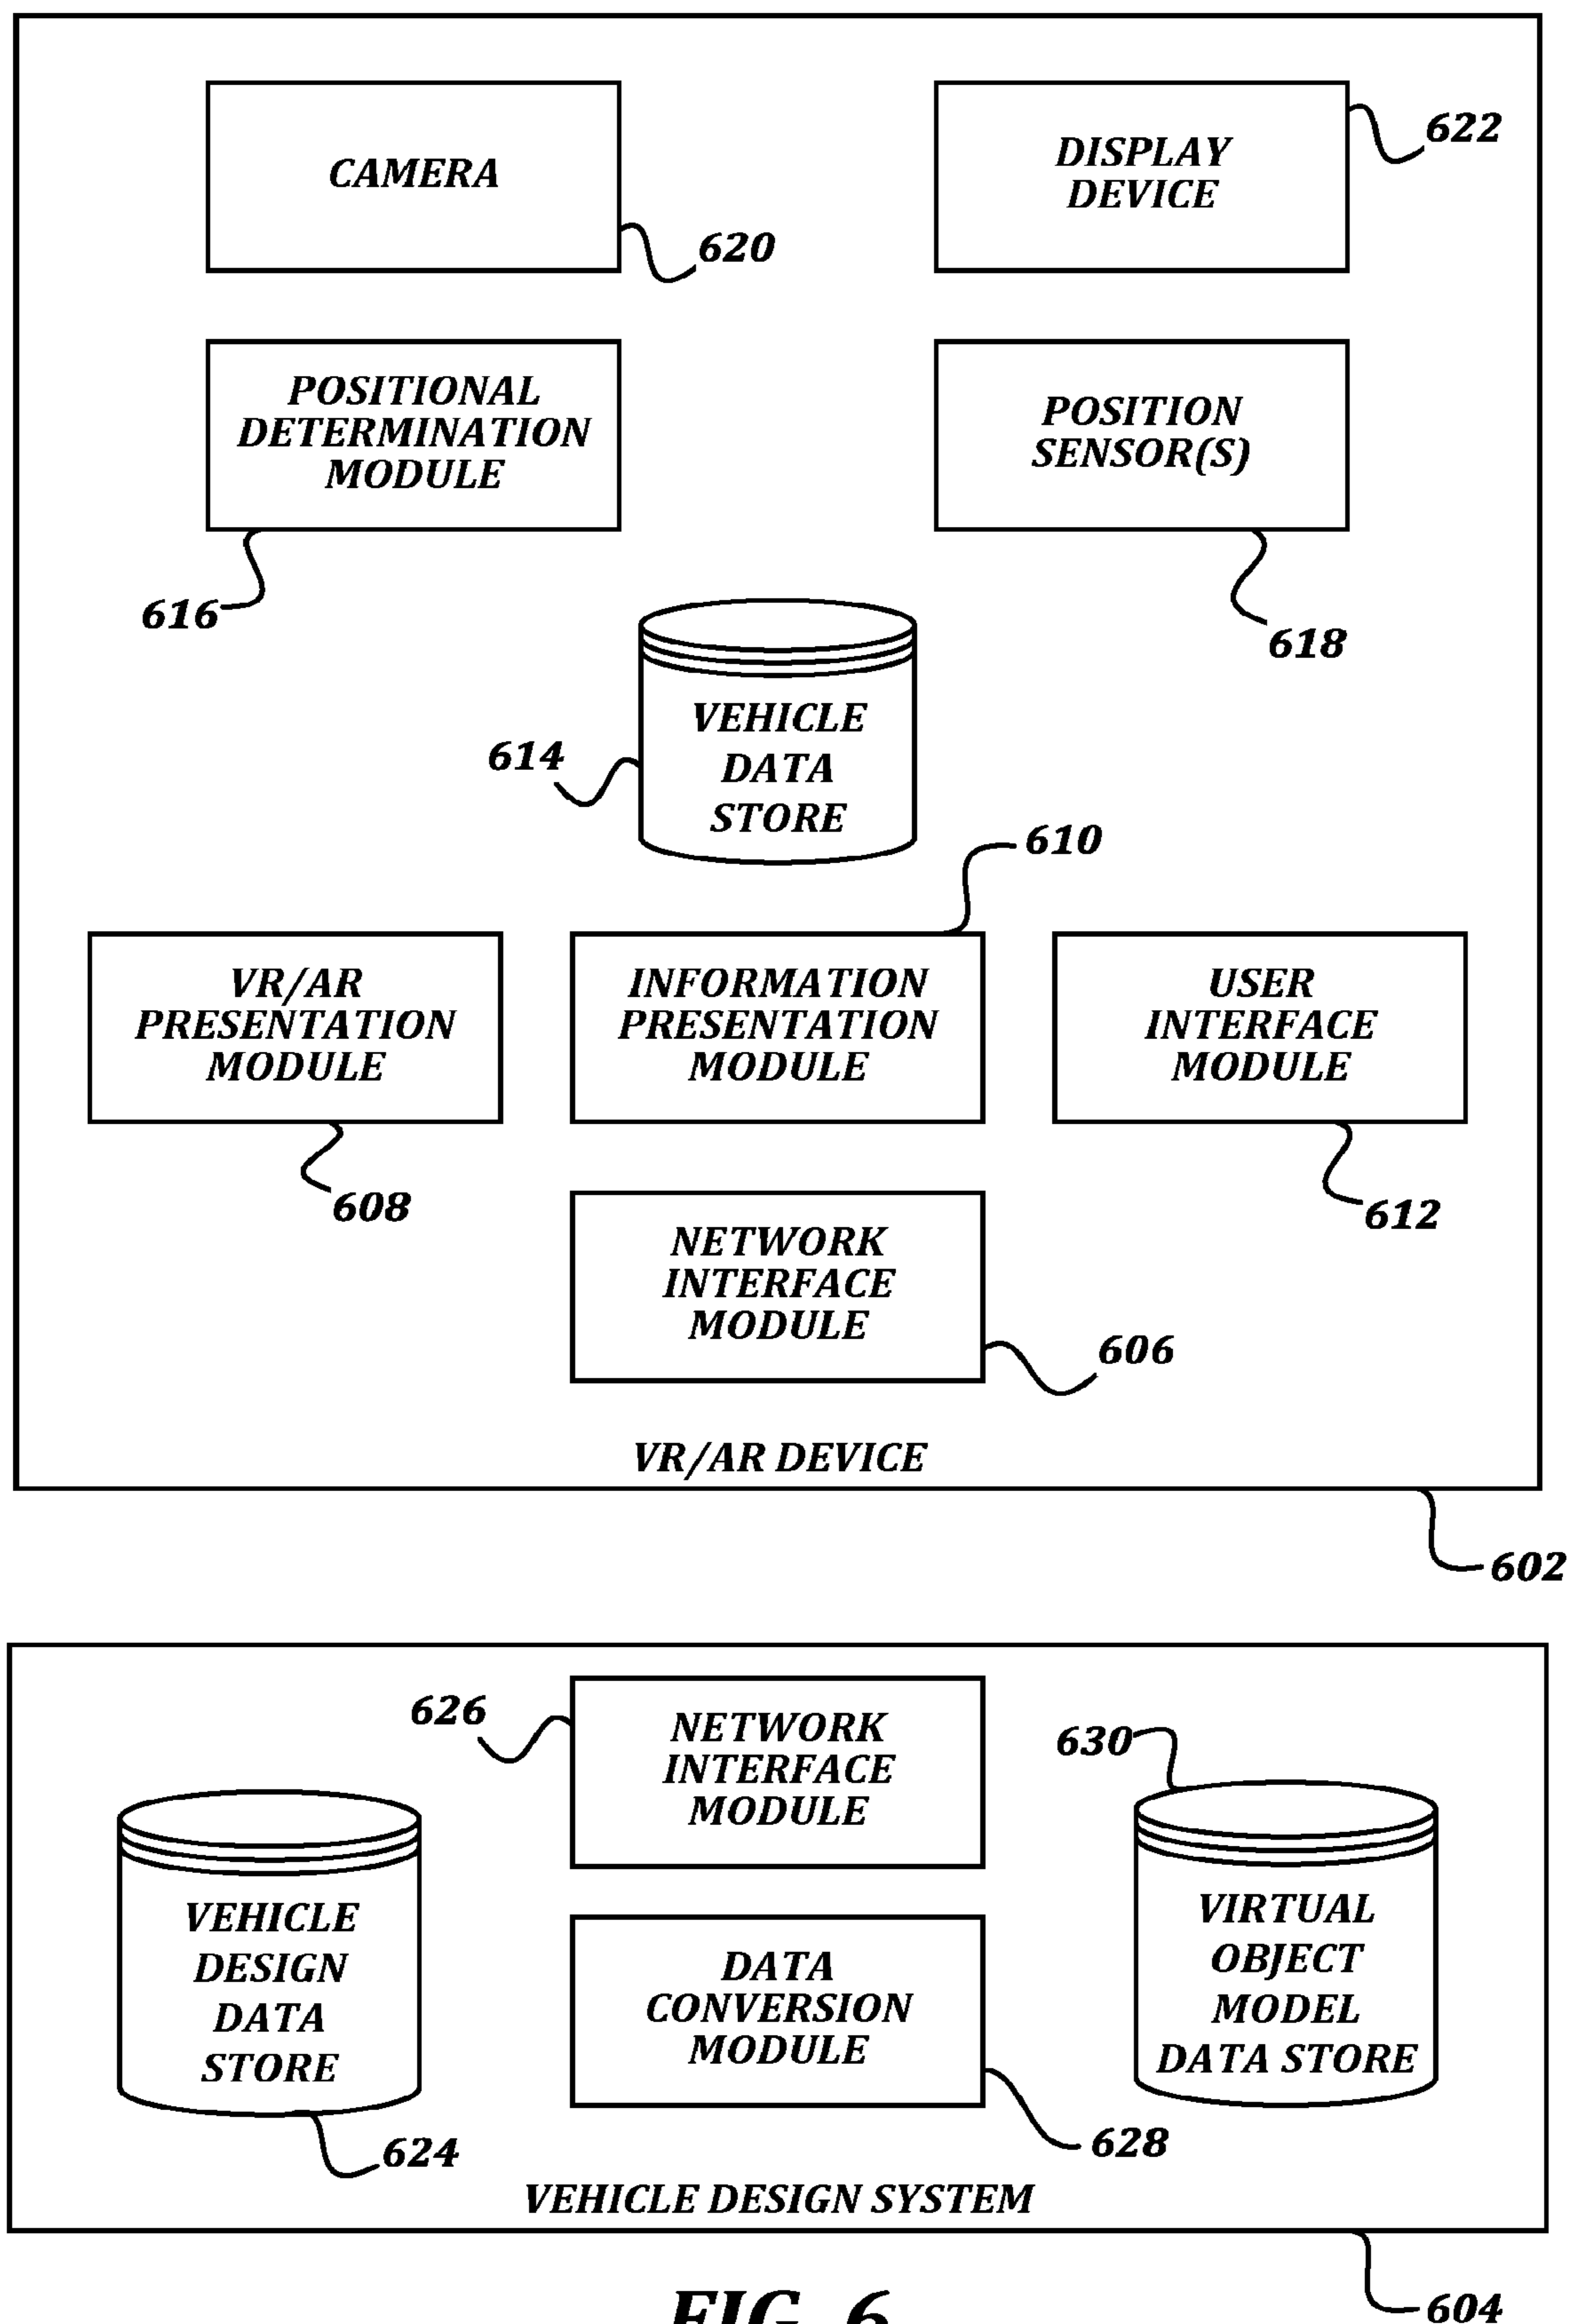 CAMERA
620
DISPLAY
DEVICE
622
POSITIONAL
DETERMINATION
MODULE
616
POSITION
SENSOR(S)
618
VEHICLE
DATA
STORE
614
VR/AR
PRESENTATION
MODULE
608
INFORMATION
PRESENTATION
MODULE
610
USER
INTERFACE
MODULE
612
NETWORK
INTERFACE
MODULE
606
VR/AR DEVICE
602
NETWORK
INTERFACE
MODULE
626
VEHICLE
DESIGN
DATA
STORE
624
DATA
CONVERSION
MODULE
628
VIRTUAL
OBJECT
MODEL
DATA STORE
630
VEHICLE DESIGN SYSTEM
604
FIG. 6